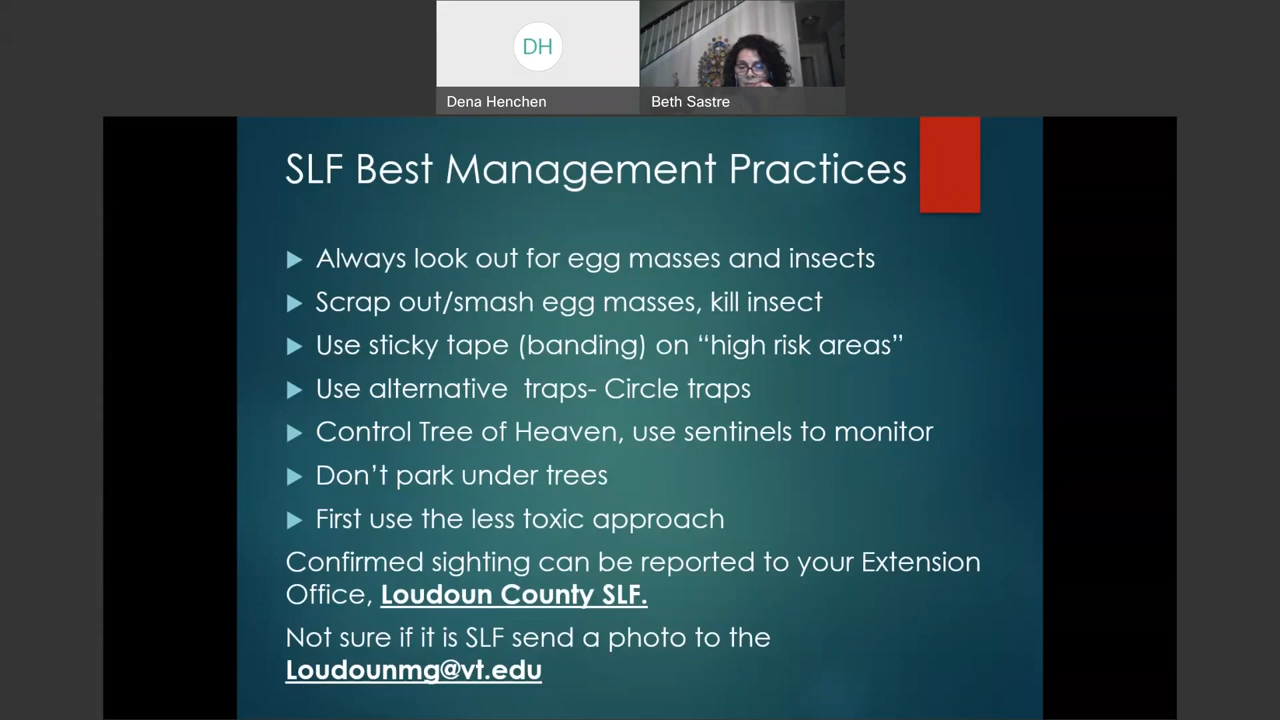 DH
Dena Henchen
Beth Sastre
SLF Best Management Practices
Always look out for egg masses and insects
Scrap out/smash egg masses, kill insect
Use sticky tape (banding) on “high risk areas”
Use alternative  traps- Circle traps
Control Tree of Heaven, use sentinels to monitor
Don’t park under trees
First use the less toxic approach
Confirmed sighting can be reported to your Extension
Office, Loudoun County SLF.
Not sure if it is SLF send a photo to the
Loudounmg@vt.edu